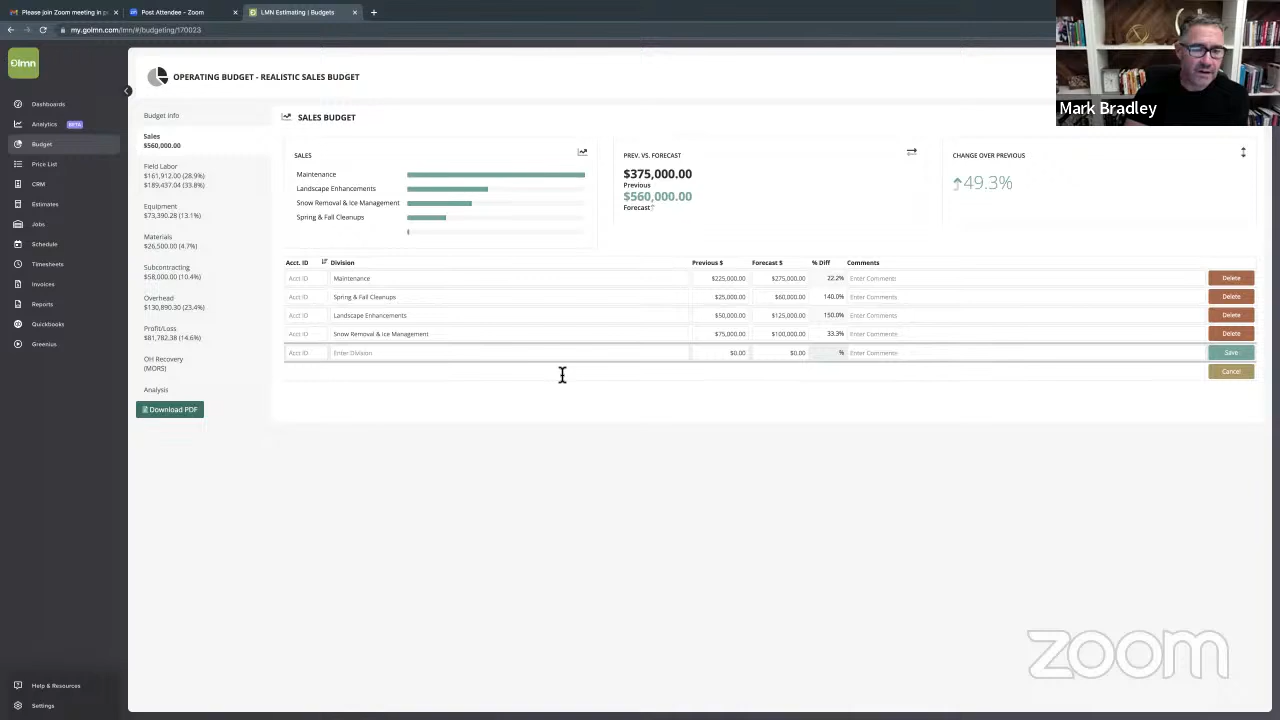 Please join Zoom meeting in p
Post Attendee - Zoom
LMN Estimating | Budgets
my.golmn.com/lmn/#/budgeting/170023
lmn
OPERATING BUDGET - REALISTIC SALES BUDGET
Mark Bradley
Dashboards
Analytics BETA
Budget
Price List
CRM
Estimates
Jobs
Schedule
Timesheets
Invoices
Reports
Quickbooks
Greenius
Help & Resources
Settings
Budget Info
Sales
$560,000.00
Field Labor
$161,912.00 (28.9%)
$189,437.04 (33.8%)
Equipment
$73,390.28 (13.1%)
Materials
$26,500.00 (4.7%)
Subcontracting
$58,000.00 (10.4%)
Overhead
$130,890.30 (23.4%)
Profit/Loss
$81,782.38 (14.6%)
OH Recovery
(MORS)
Analysis
Download PDF
SALES BUDGET
SALES
Maintenance
Landscape Enhancements
Snow Removal & Ice Management
Spring & Fall Cleanups
PREV. VS. FORECAST
$375,000.00
Previous
$560,000.00
Forecast
CHANGE OVER PREVIOUS
49.3%
Acct. ID Division Previous $ Forecast $ % Diff Comments
Acct ID Maintenance $225,000.00 $275,000.00 22.2% Enter Comments Delete
Acct ID Spring & Fall Cleanups $25,000.00 $60,000.00 140.0% Enter Comments Delete
Acct ID Landscape Enhancements $50,000.00 $125,000.00 150.0% Enter Comments Delete
Acct ID Snow Removal & Ice Management $75,000.00 $100,000.00 33.3% Enter Comments Delete
Acct ID Enter Division $0.00 $0.00 % Enter Comments Save
Cancel
zoom